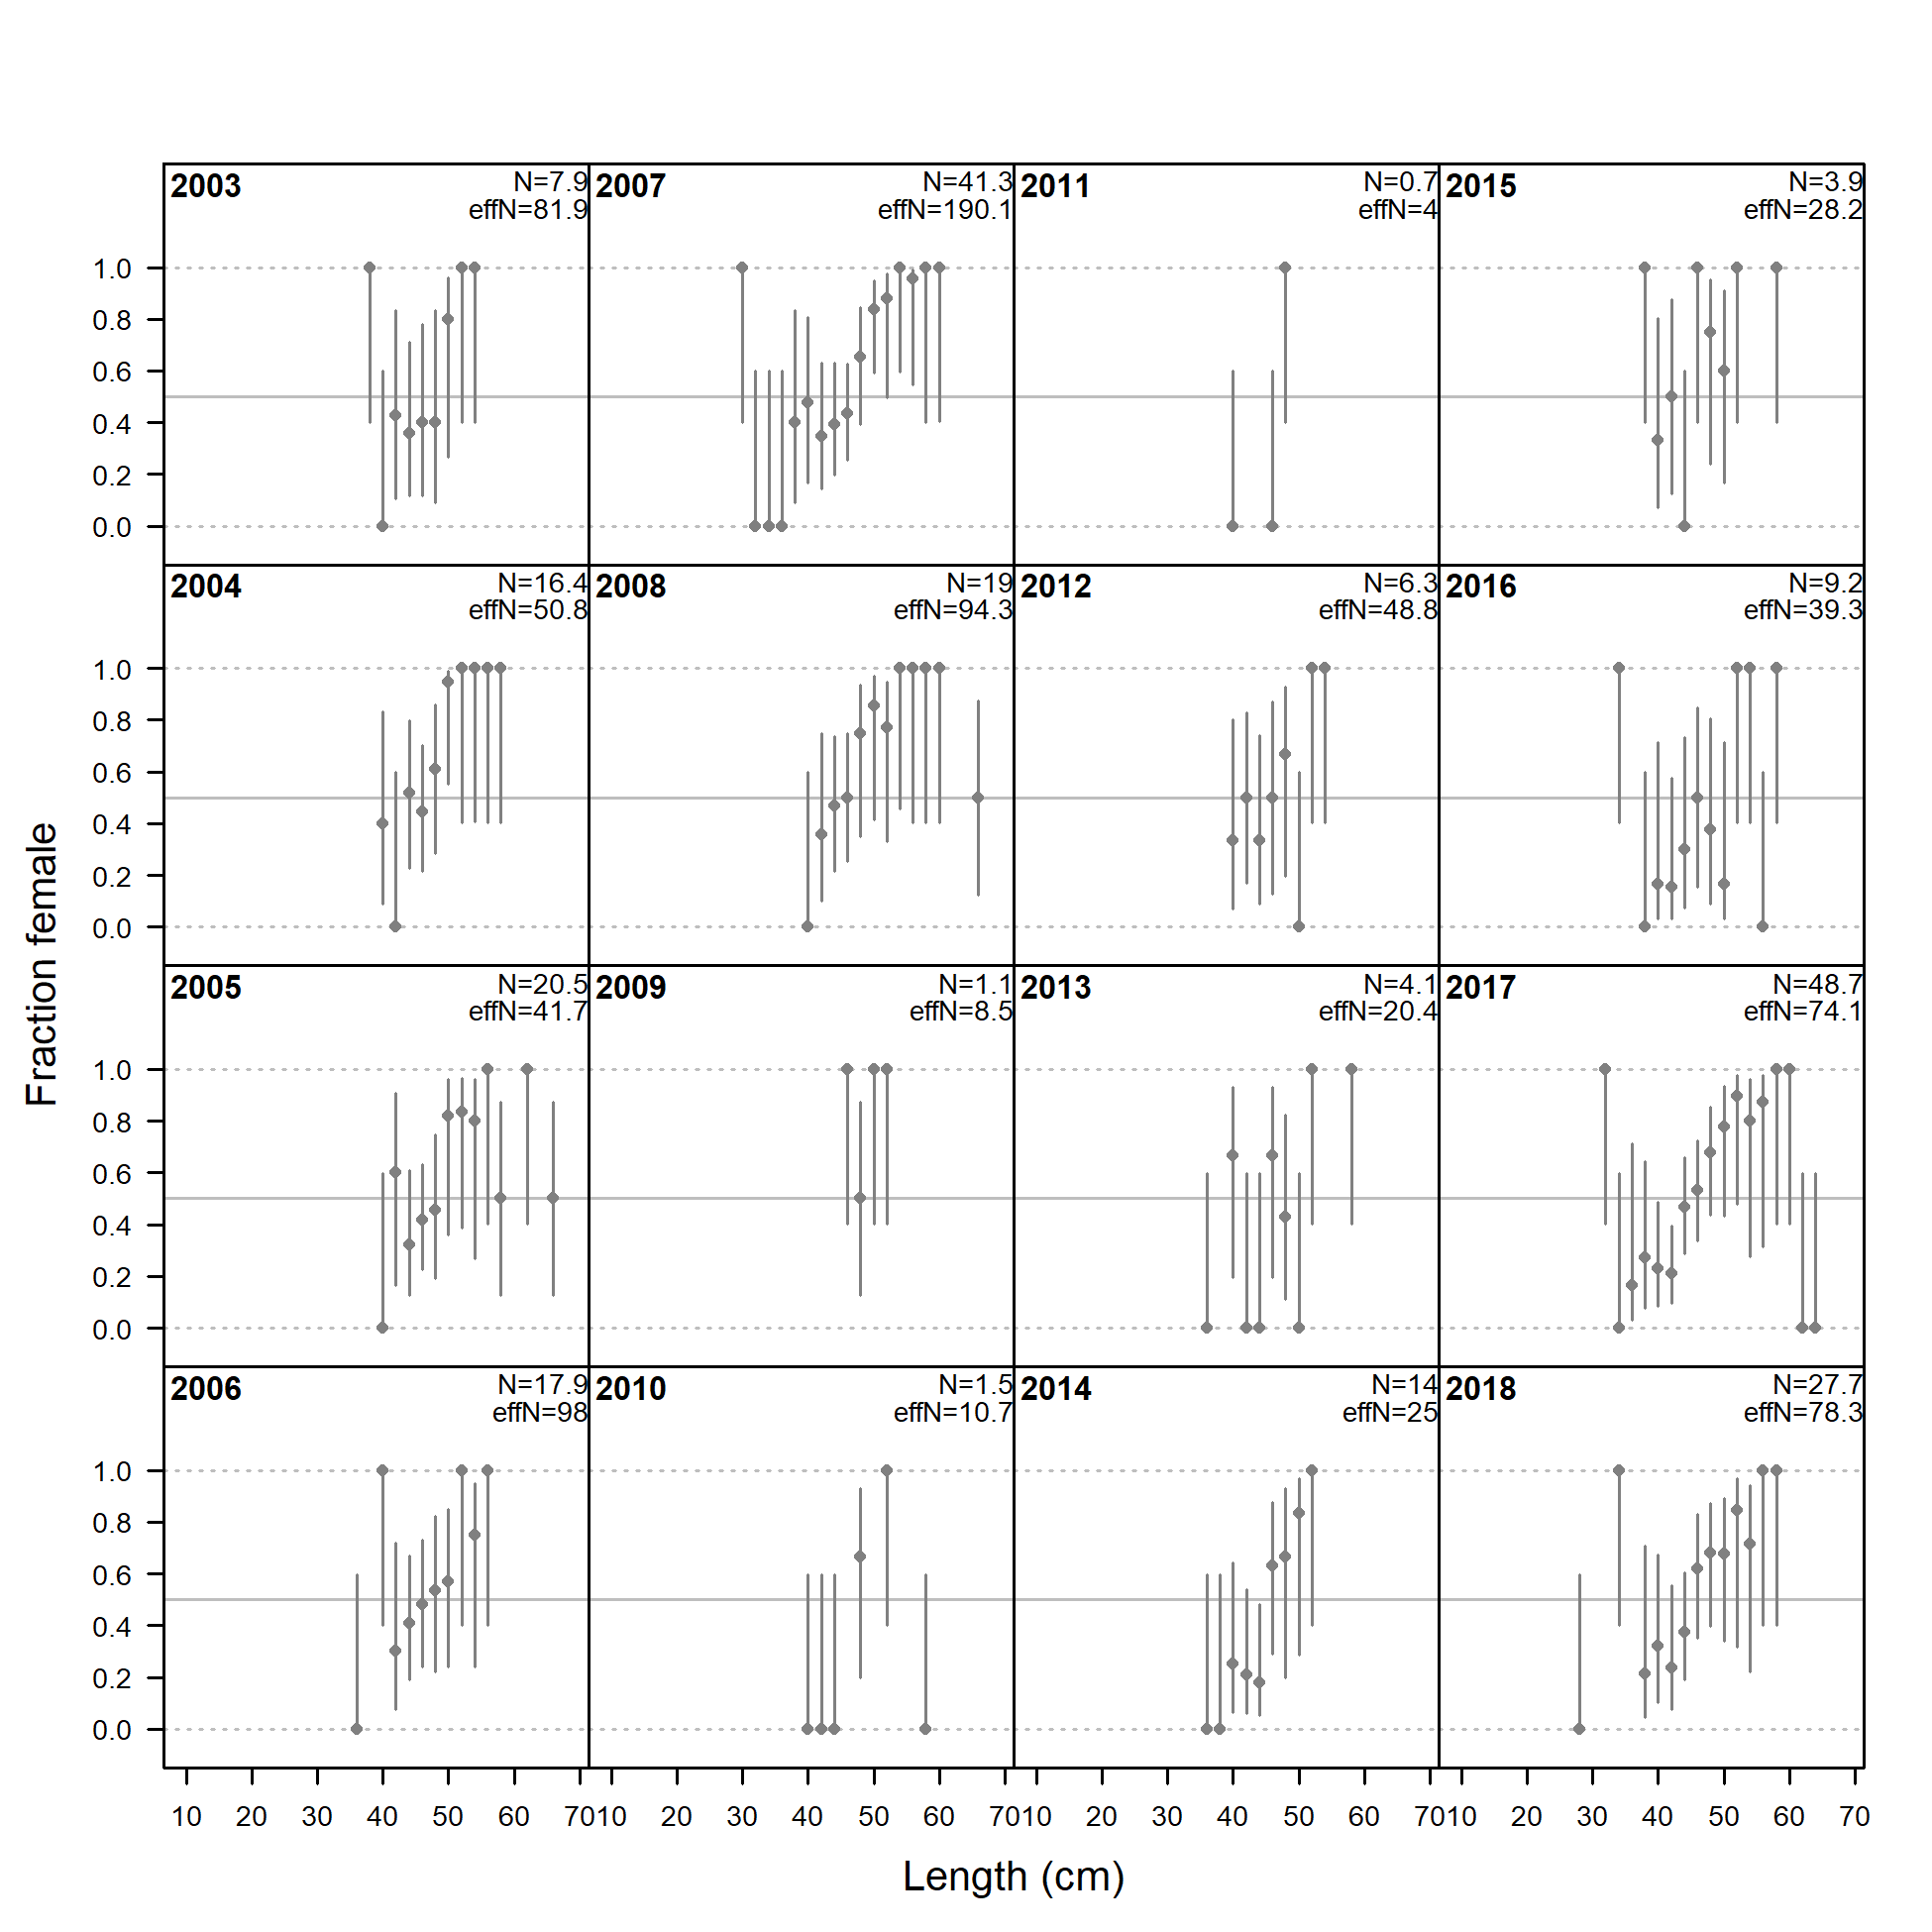 2003 N=7.9 2007 N=41.3 2011 N=0.7 2015 N=3.9
effN=81.9 effN=190.1 effN=4 effN=28.2
1.0
0.8
0.6
0.4
0.2
0.0
2004 N=16.4 2008 N=19 2012 N=6.3 2016 N=9.2
effN=50.8 effN=94.3 effN=48.8 effN=39.3
1.0
0.8
0.6
0.4
0.2
0.0
Fraction female
2005 N=20.5 2009 N=1.1 2013 N=4.1 2017 N=48.7
effN=41.7 effN=8.5 effN=20.4 effN=74.1
1.0
0.8
0.6
0.4
0.2
0.0
2006 N=17.9 2010 N=1.5 2014 N=14 2018 N=27.7
effN=98 effN=10.7 effN=25 effN=78.3
1.0
0.8
0.6
0.4
0.2
0.0
10 20 30 40 50 60 70 10 20 30 40 50 60 70 10 20 30 40 50 60 70 10 20 30 40 50 60 70
Length (cm)